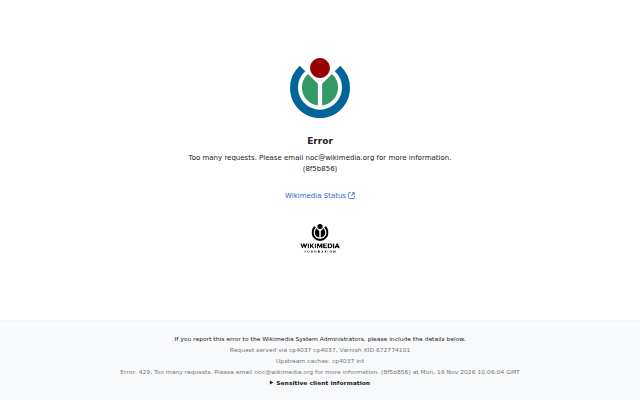 Error
Too many requests. Please email noc@wikimedia.org for more information.
(8f5b856)
Wikimedia Status
WIKIMEDIA
FOUNDATION
If you report this error to the Wikimedia System Administrators, please include the details below.
Request served via cp4037 cp4037, Varnish XID 672774101
Upstream caches: cp4037 int
Error: 429, Too many requests. Please email noc@wikimedia.org for more information. (8f5b856) at Mon, 16 Nov 2026 10:06:04 GMT
Sensitive client information